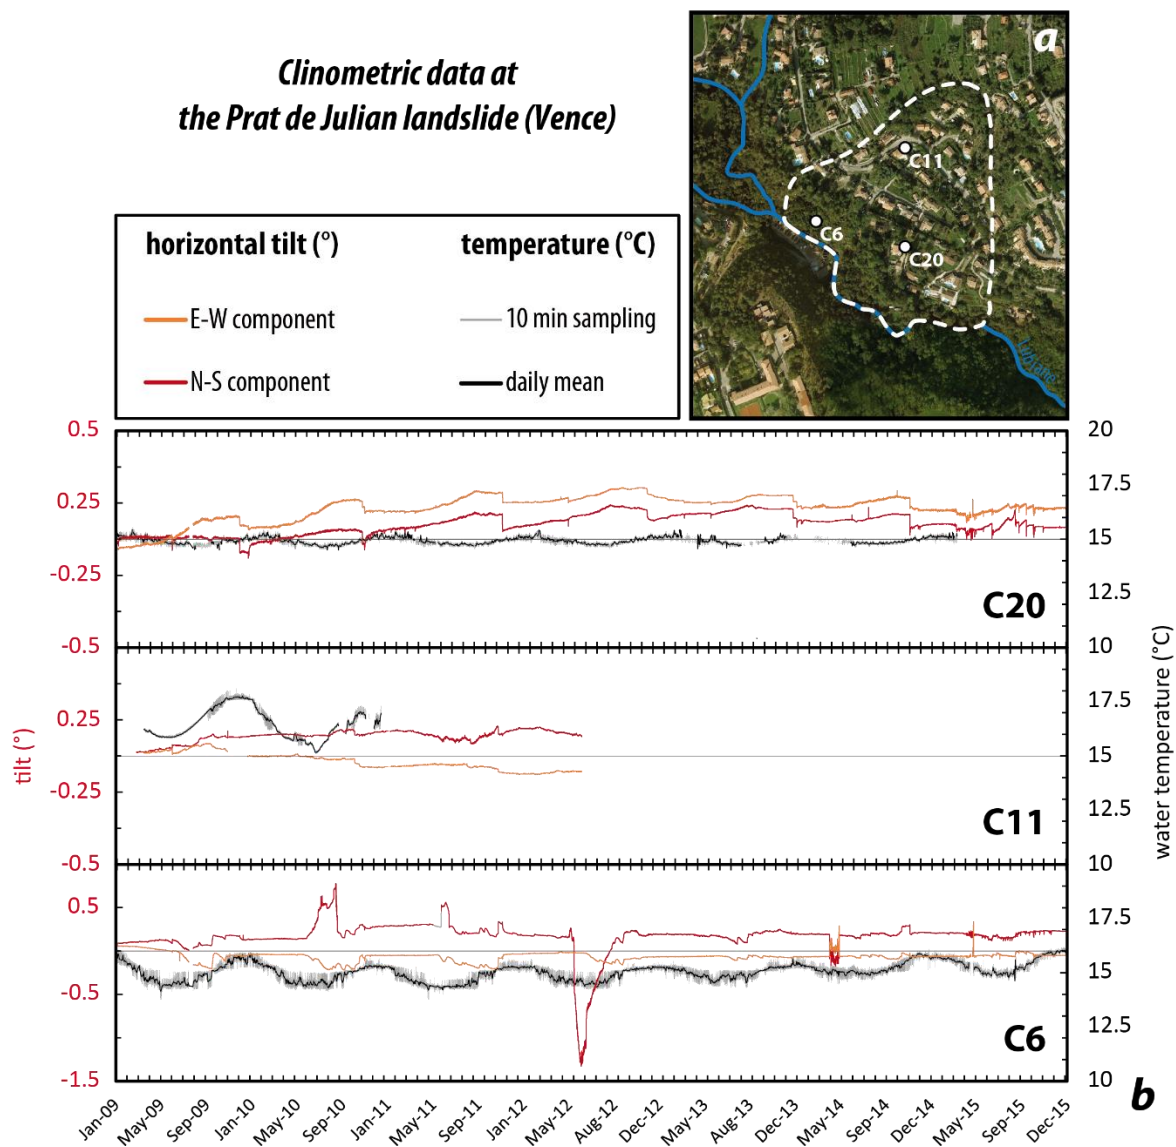 Clinometric data at
the Prat de Julian landslide (Vence)
a
C11
C6
C20
Lubiane
horizontal tilt (°)
temperature (°C)
E-W component
10 min sampling
N-S component
daily mean
0.5
0.25
0
-0.25
-0.5
20
17.5
15
12.5
10
C20
0.25
0
-0.25
-0.5
17.5
15
12.5
10
C11
0.5
0
-0.5
-1.5
17.5
15
12.5
10
C6
tilt (°)
water temperature (°C)
Jan-09
May-09
Sep-09
Jan-10
May-10
Sep-10
Jan-11
May-11
Sep-11
Jan-12
May-12
Aug-12
Dec-12
May-13
Aug-13
Dec-13
May-14
Sep-14
Dec-14
May-15
Sep-15
Dec-15
b